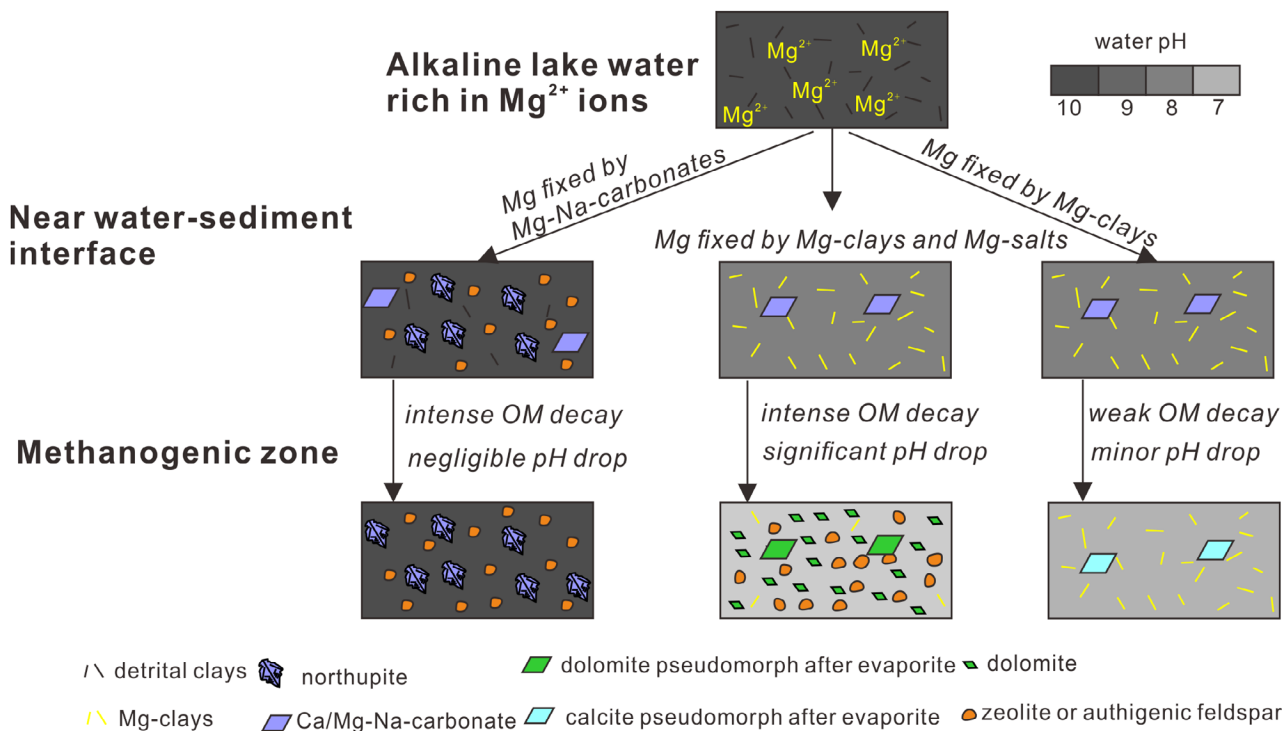 Alkaline lake water
rich in Mg²⁺ ions
Mg²⁺
Mg²⁺
Mg²⁺
Mg²⁺
Mg²⁺
water pH
10 9 8 7
Near water-sediment
interface
Mg fixed by
Mg-Na-carbonates
Mg fixed by Mg-clays and Mg-salts
Mg fixed by Mg-clays
Methanogenic zone
intense OM decay
negligible pH drop
intense OM decay
significant pH drop
weak OM decay
minor pH drop
detrital clays
northupite
dolomite pseudomorph after evaporite
dolomite
Mg-clays
Ca/Mg-Na-carbonate
calcite pseudomorph after evaporite
zeolite or authigenic feldspar